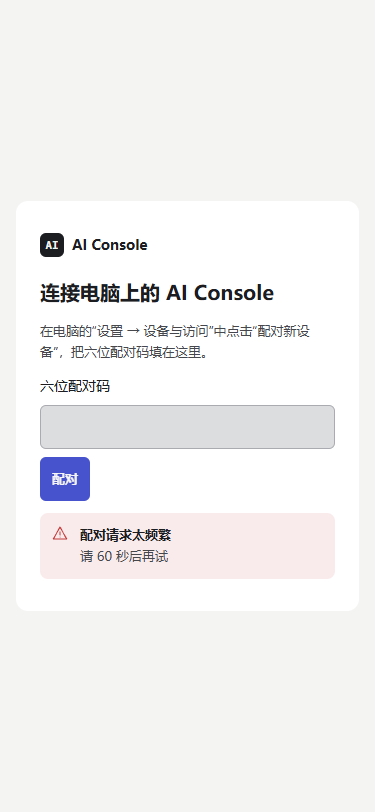 AI AI Console
连接电脑上的 AI Console
在电脑的“设置 → 设备与访问”中点击“配对新设
备”，把六位配对码填在这里。
六位配对码
配对
配对请求太频繁
请 60 秒后再试